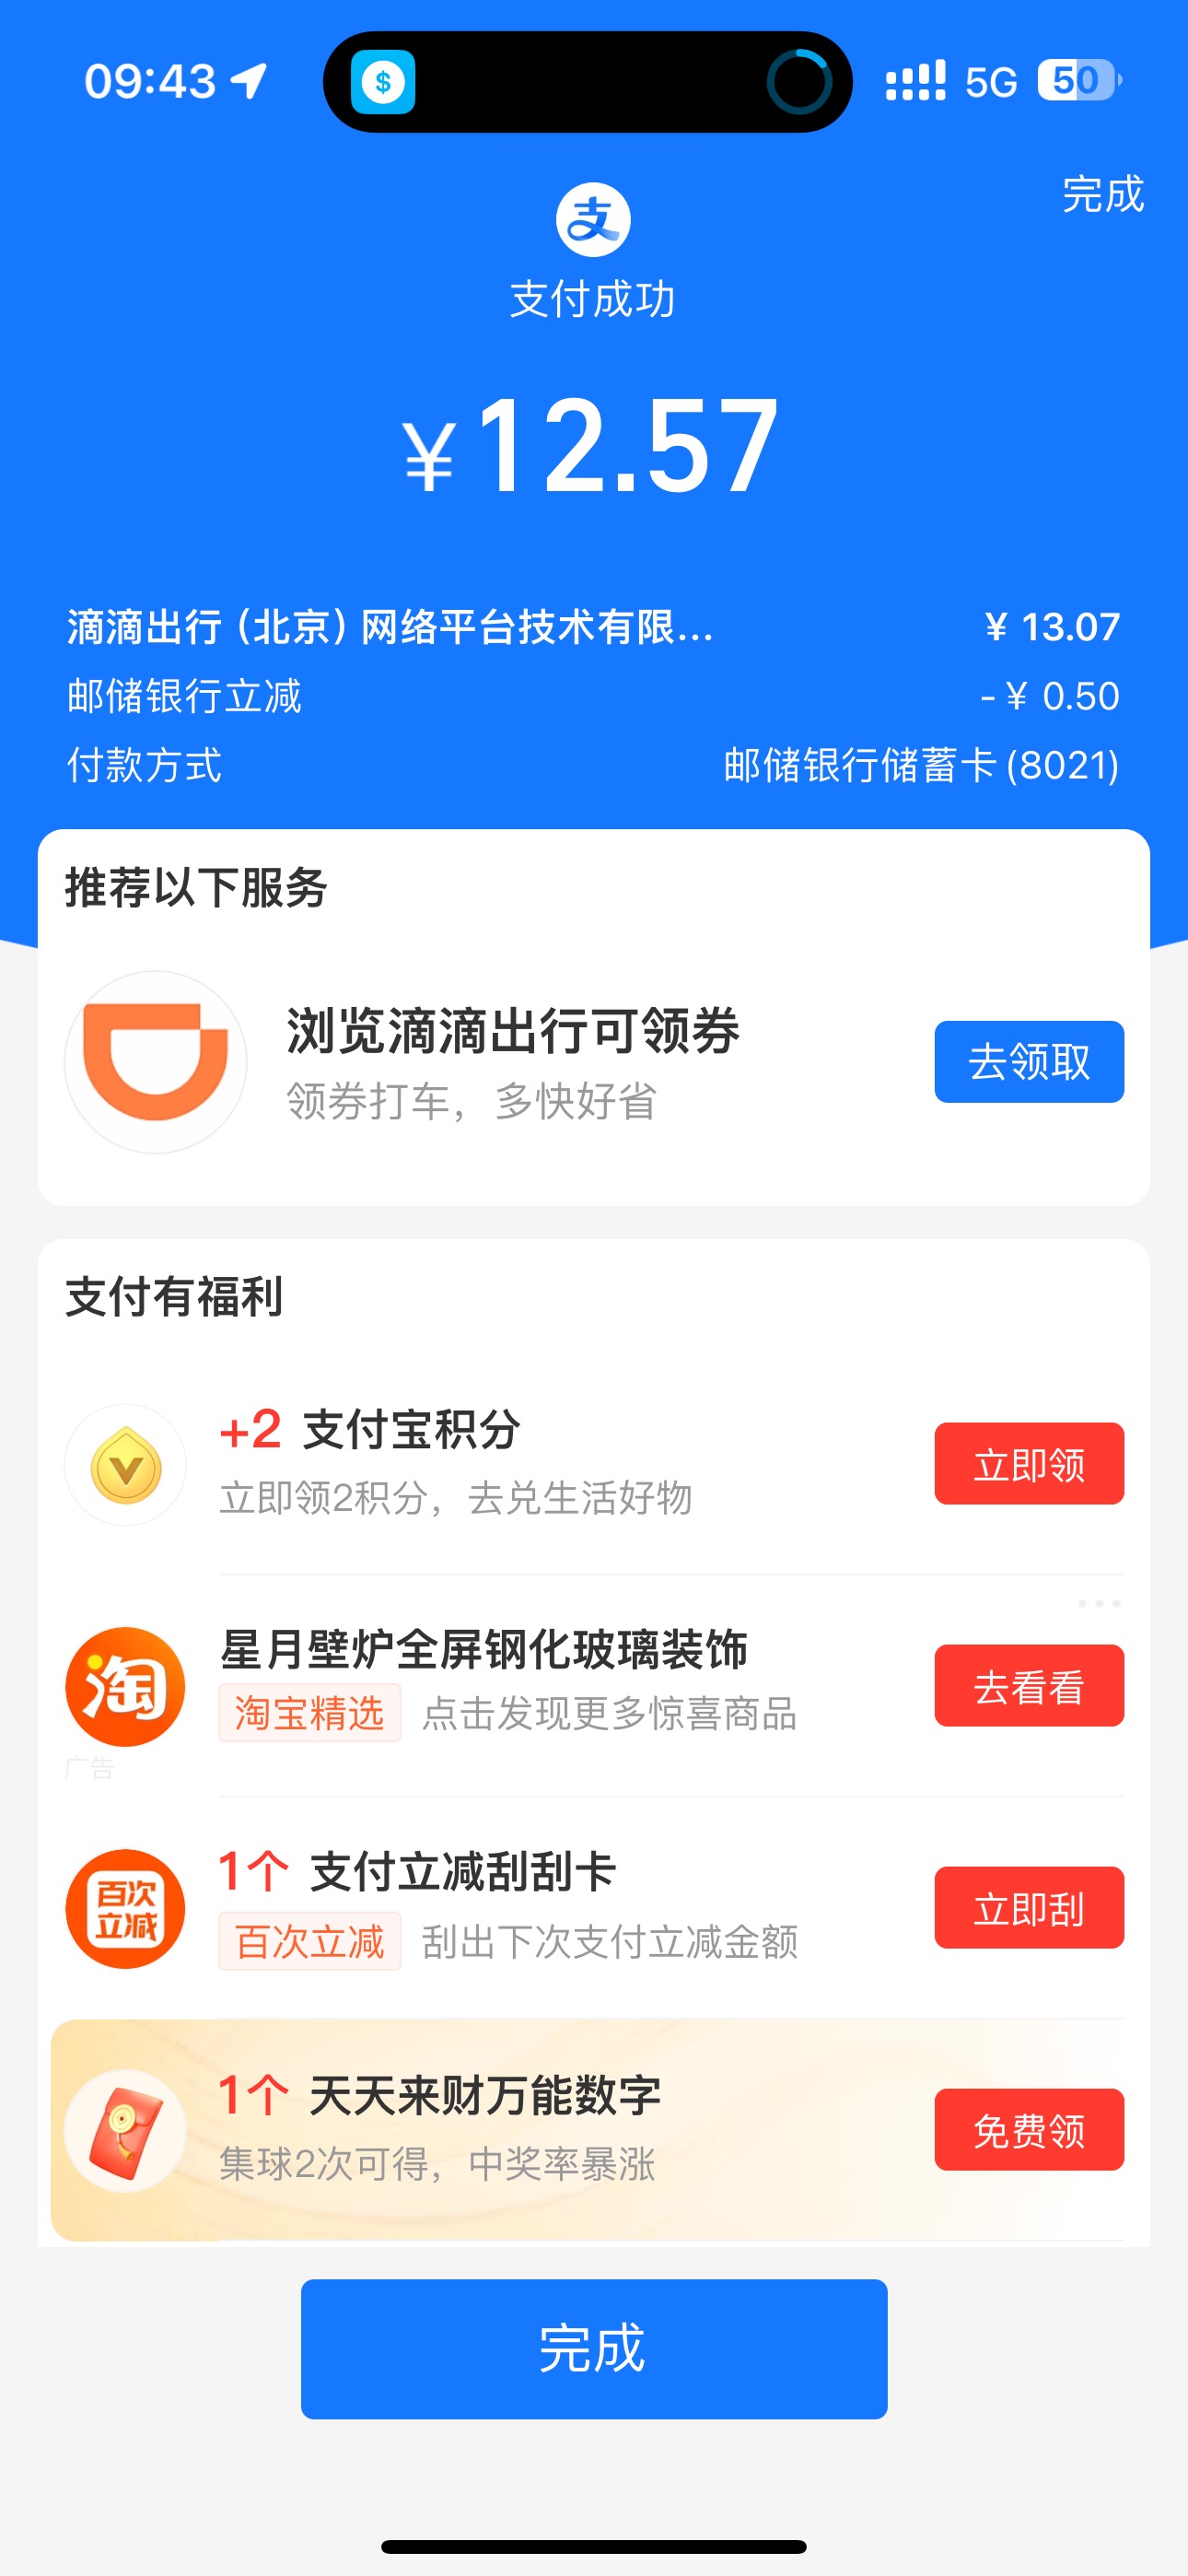 09:43
5G
50
完成
支
支付成功
¥12.57
滴滴出行（北京）网络平台技术有限...
¥ 13.07
邮储银行立减
-¥ 0.50
付款方式
邮储银行储蓄卡(8021)
推荐以下服务
浏览滴滴出行可领券
领券打车，多快好省
去领取
支付有福利
+2 支付宝积分
立即领2积分，去兑生活好物
立即领
淘
星月壁炉全屏钢化玻璃装饰
淘宝精选 点击发现更多惊喜商品
去看看
广告
百次
立减
1个 支付立减刮刮卡
百次立减 刮出下次支付立减金额
立即刮
1个 天天来财万能数字
集球2次可得，中奖率暴涨
免费领
完成